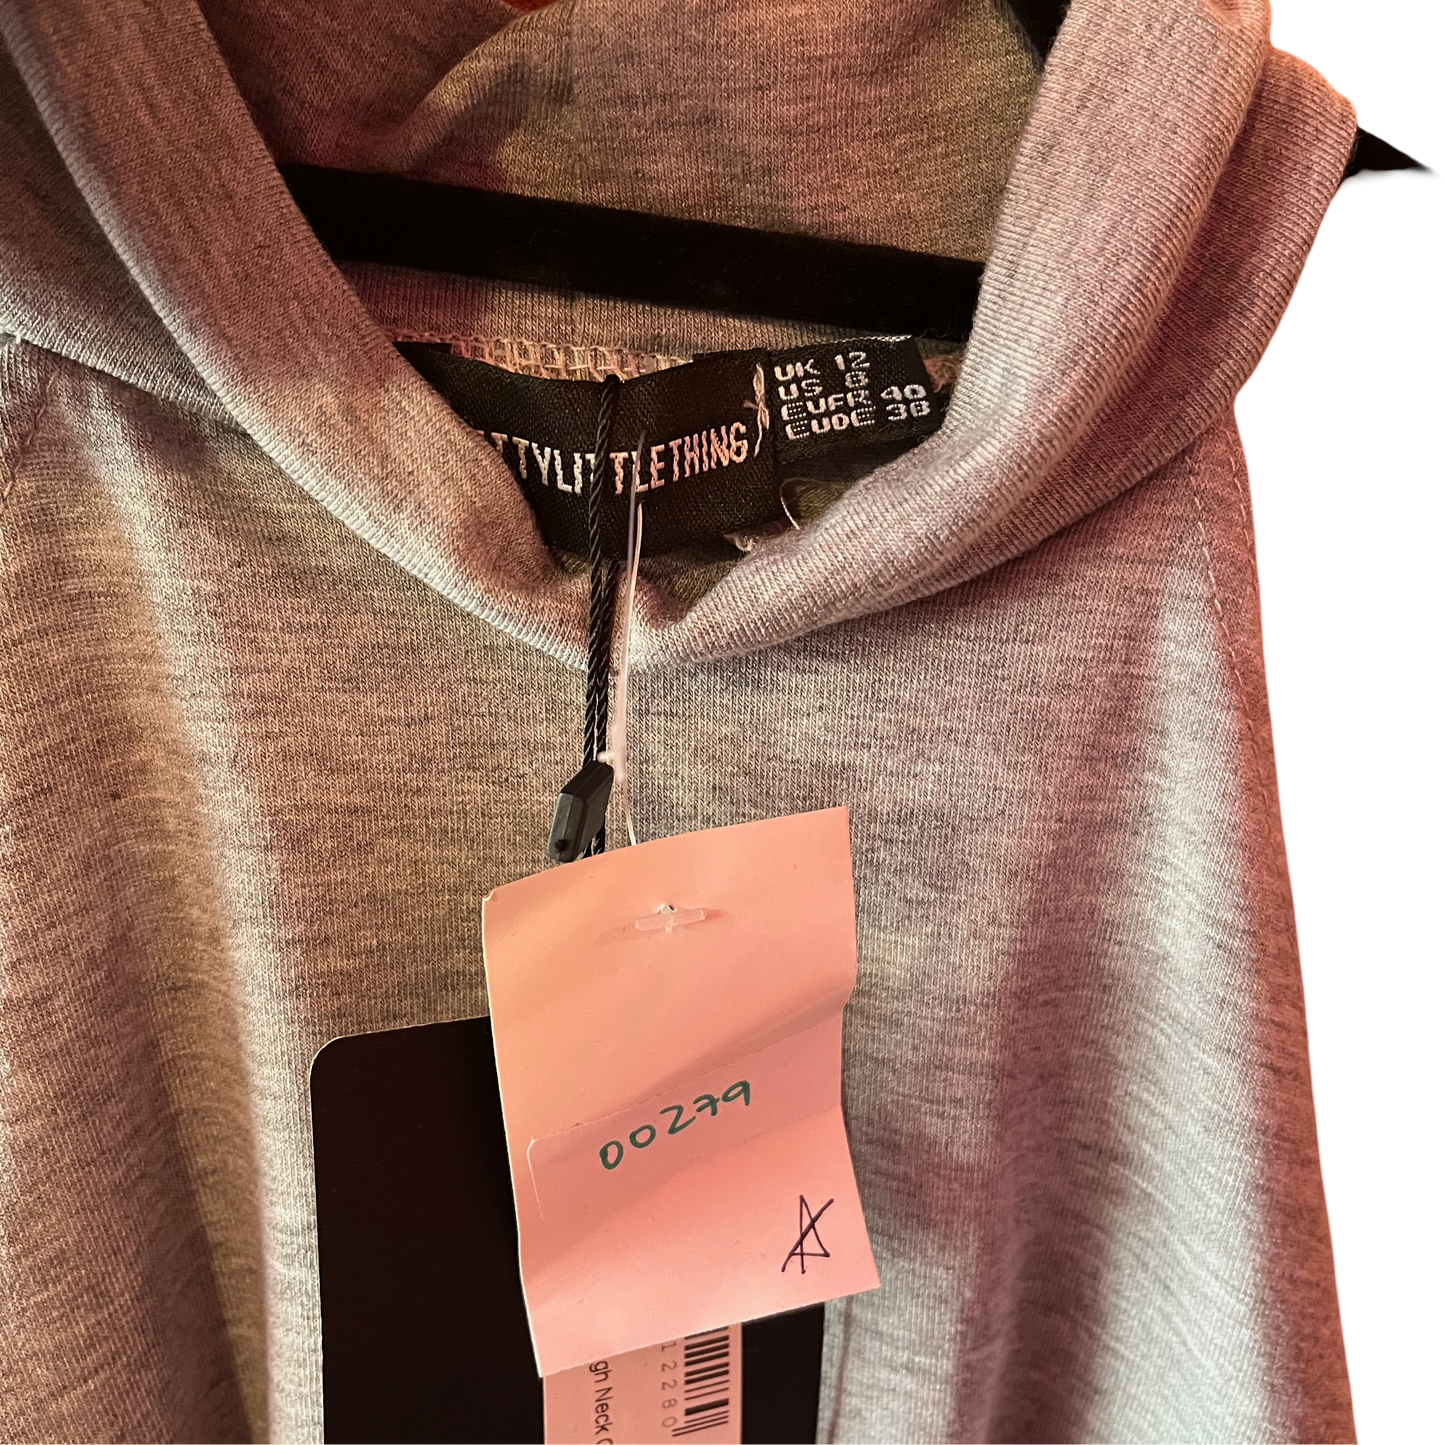 TTYLITTLETHING
UK 12
US 8
EUFR 40
EUDE 38
00279
12280
gh Neck